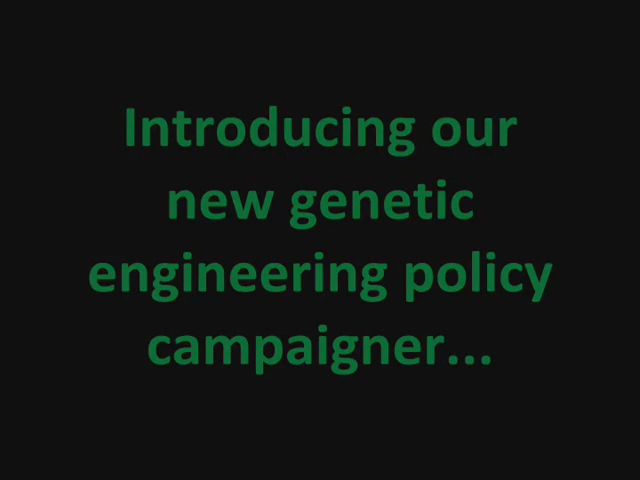 Introducing our
new genetic
engineering policy
campaigner...